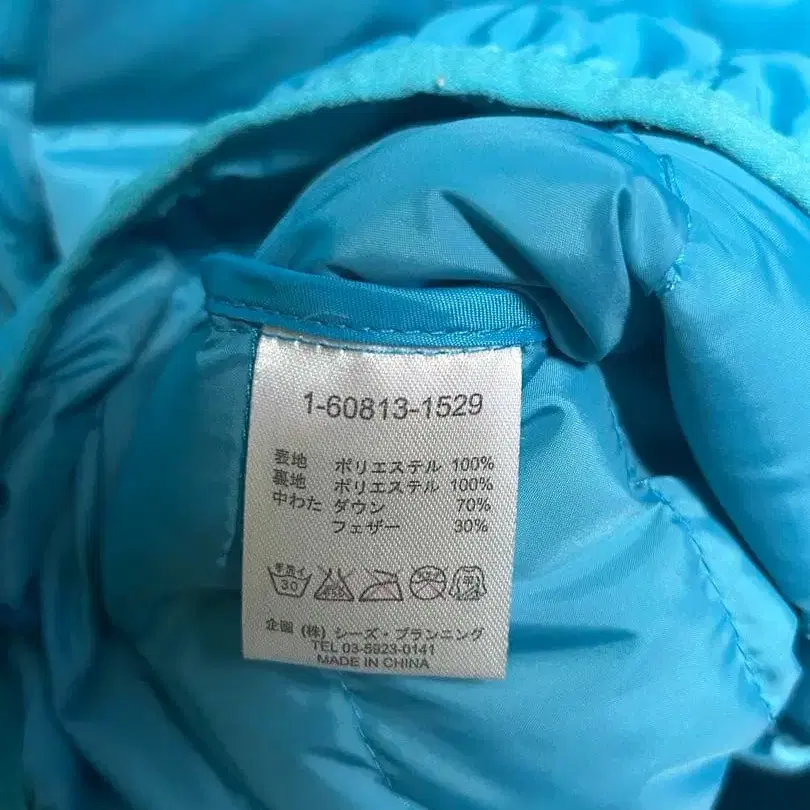 1-60813-1529
表地 ポリエステル 100%
裏地 ポリエステル 100%
中わた ダウン 70%
フェザー 30%
手洗イ
30
企画 (株) シーズ・プランニング
TEL 03-5923-0141
MADE IN CHINA